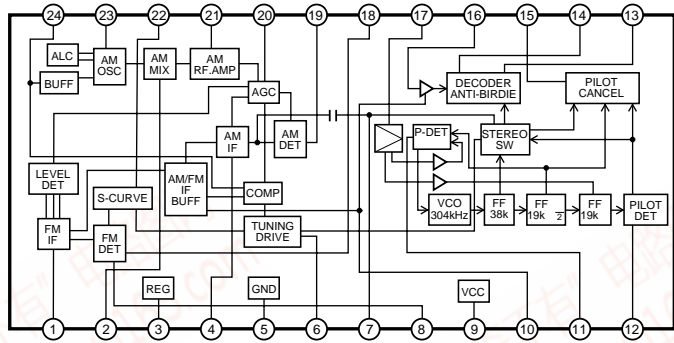 24 23 22 21 20 19 18 17 16 15 14 13
ALC
BUFF
AM
OSC
AM
MIX
AM
RF.AMP
AGC
AM
IF
AM
DET
LEVEL
DET
AM/FM
IF
BUFF
S-CURVE
COMP
FM
IF
FM
DET
TUNING
DRIVE
REG
GND
DECODER
ANTI-BIRDIE
PILOT
CANCEL
P-DET
STEREO
SW
VCO
304kHz
FF
38k
FF
19k 2
FF
19k
PILOT
DET
VCC
1 2 3 4 5 6 7 8 9 10 11 12